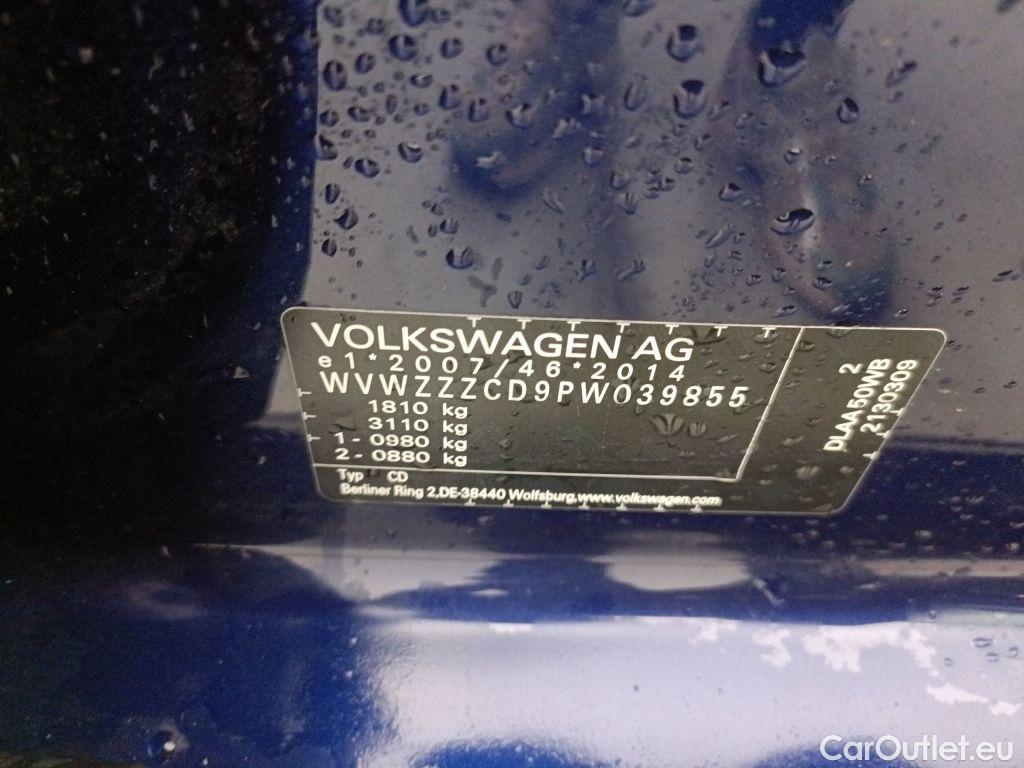 VOLKSWAGEN AG
e1*2007/46*2014
WVWZZZCD9PW039855
1810 kg
3110 kg
1- 0980 kg
2- 0880 kg
Typ CD
Berliner Ring 2,DE-38440 Wolfsburg,www.volkswagen.com
2
DLAA50WB
2130309
CarOutlet.eu